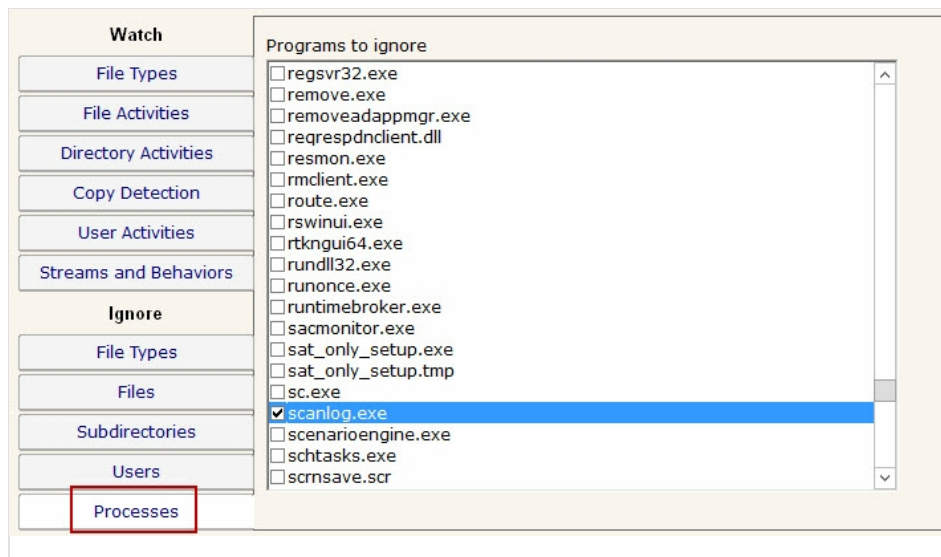 Watch
File Types
File Activities
Directory Activities
Copy Detection
User Activities
Streams and Behaviors
Ignore
File Types
Files
Subdirectories
Users
Processes
Programs to ignore
regsvr32.exe
remove.exe
removeadappmgr.exe
reqrespdnclient.dll
resmon.exe
rmclient.exe
route.exe
rswinui.exe
rtkngui64.exe
rundll32.exe
runonce.exe
runtimebroker.exe
sacmonitor.exe
sat_only_setup.exe
sat_only_setup.tmp
sc.exe
scanlog.exe
scenarioengine.exe
schtasks.exe
scrnsave.scr